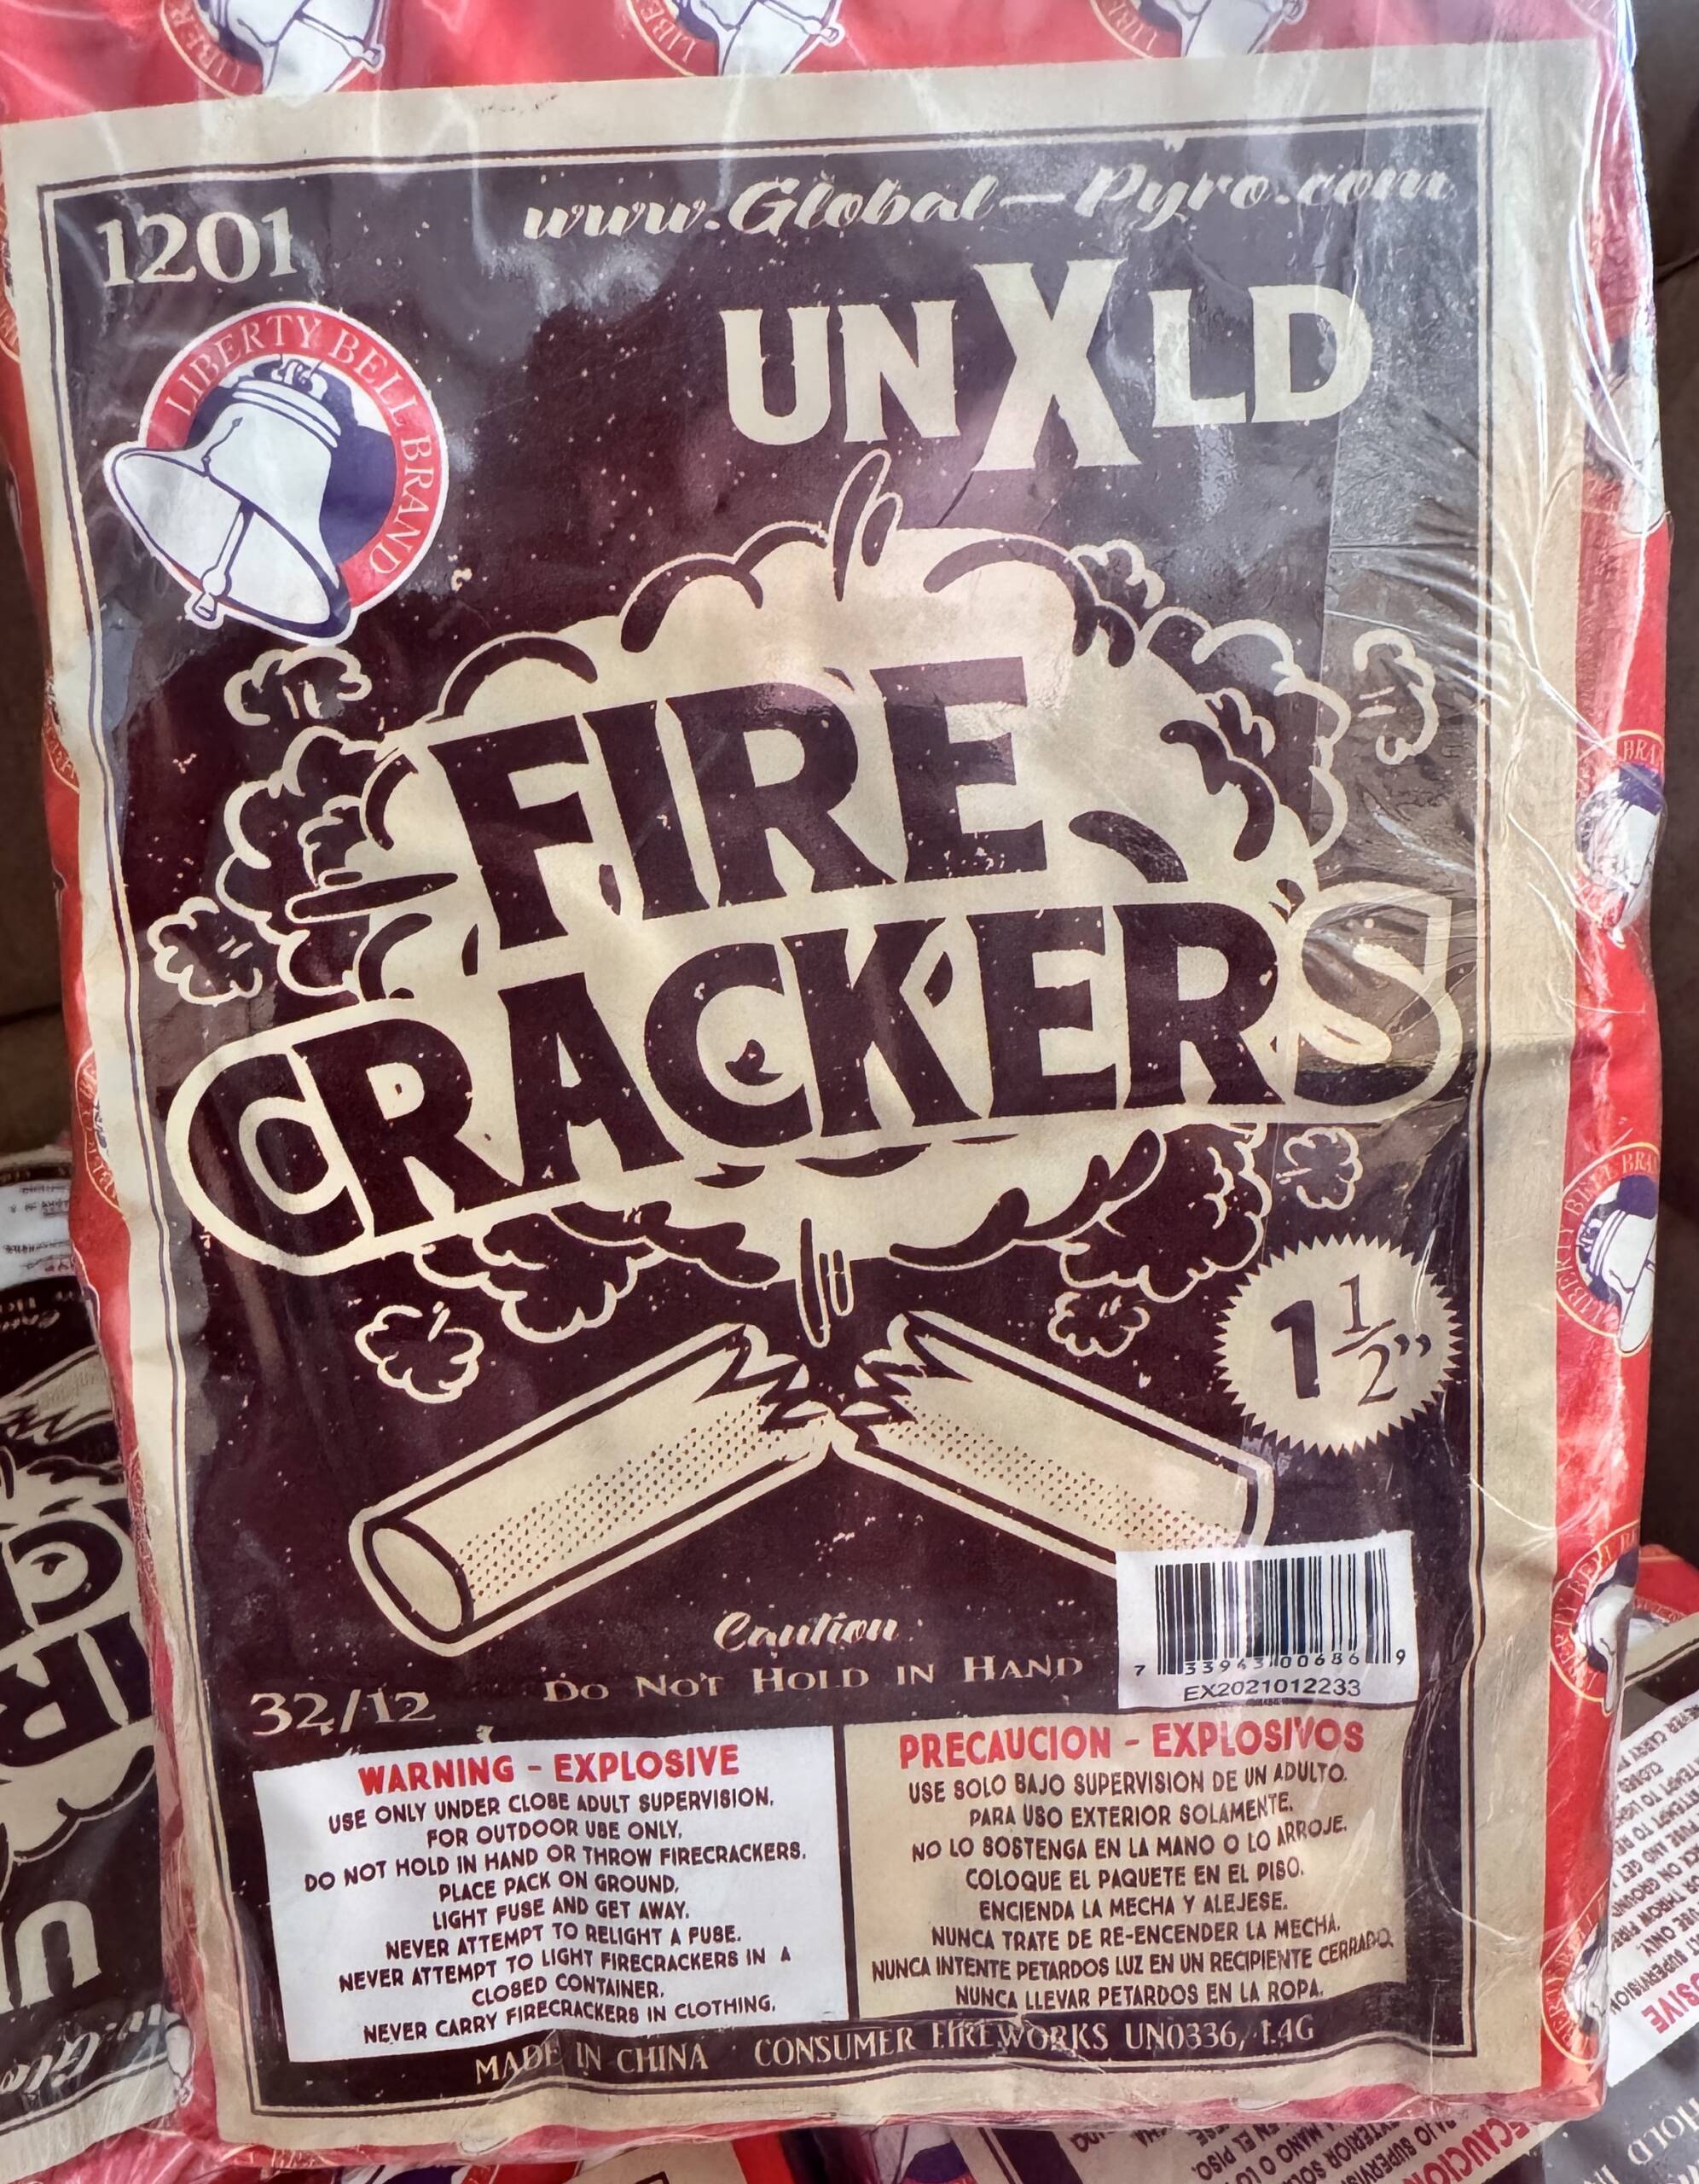 1201
www.Global-Pyro.com
UNXLD
LIBERTY BELL BRAND
FIRE
CRACKERS
1 1/2"
Caution
Do Not Hold in Hand
32/12
7 33943 00686 9
EX2021012233
WARNING - EXPLOSIVE
USE ONLY UNDER CLOSE ADULT SUPERVISION.
FOR OUTDOOR USE ONLY.
DO NOT HOLD IN HAND OR THROW FIRECRACKERS.
PLACE PACK ON GROUND.
LIGHT FUSE AND GET AWAY.
NEVER ATTEMPT TO RELIGHT A FUSE.
NEVER ATTEMPT TO LIGHT FIRECRACKERS IN A
CLOSED CONTAINER.
NEVER CARRY FIRECRACKERS IN CLOTHING.
PRECAUCION - EXPLOSIVOS
USE SOLO BAJO SUPERVISION DE UN ADULTO.
PARA USO EXTERIOR SOLAMENTE.
NO LO SOSTENGA EN LA MANO O LO ARROJE.
COLOQUE EL PAQUETE EN EL PISO.
ENCIENDA LA MECHA Y ALEJESE.
NUNCA TRATE DE RE-ENCENDER LA MECHA.
NUNCA INTENTE PETARDOS LUZ EN UN RECIPIENTE CERRADO.
NUNCA LLEVAR PETARDOS EN LA ROPA.
MADE IN CHINA CONSUMER FIREWORKS UN0336, 1.4G